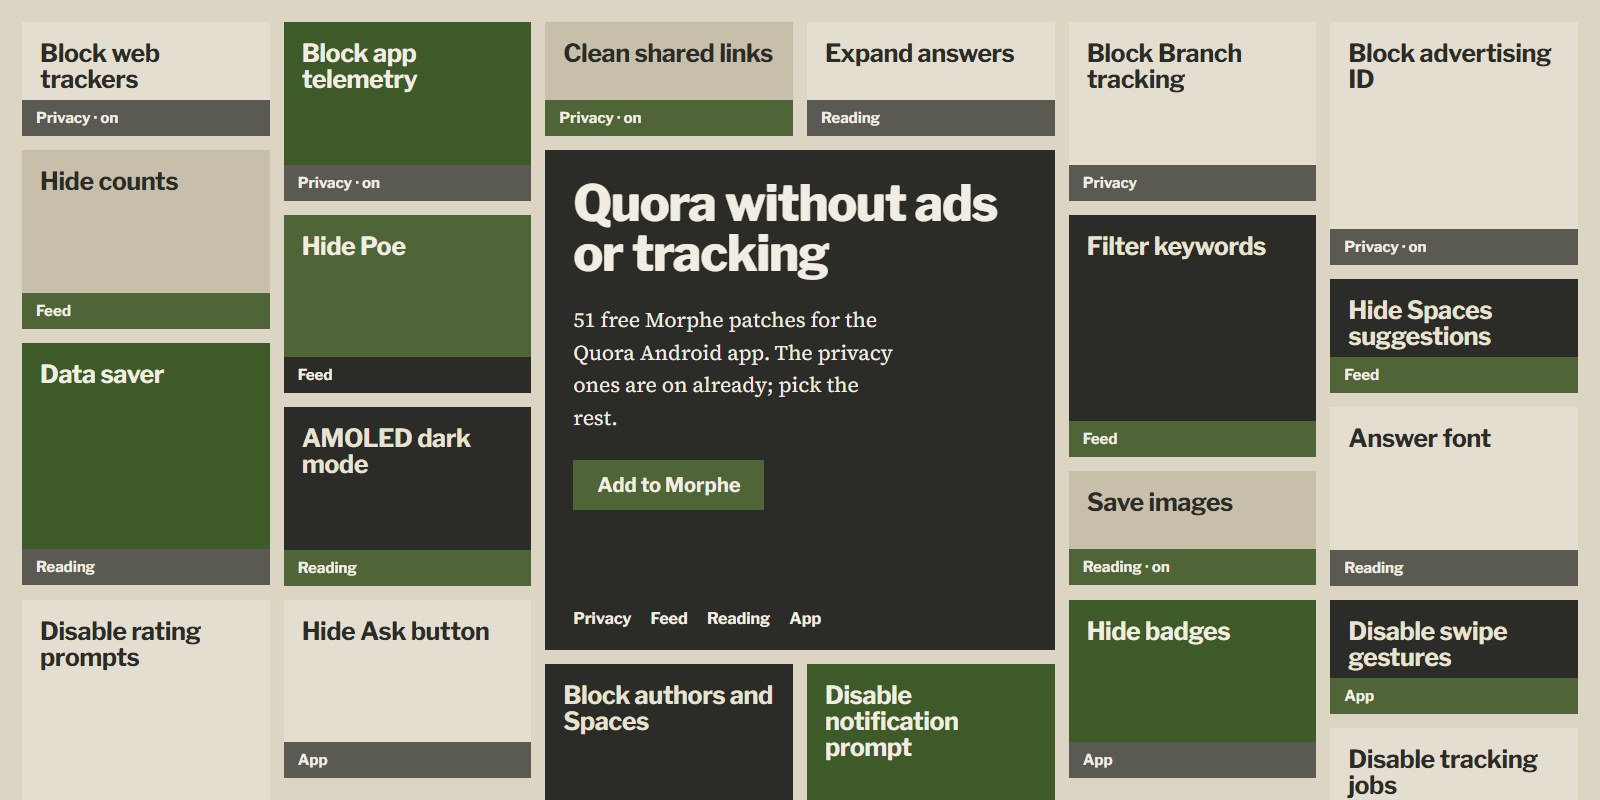 Block web
trackers
Privacy · on
Hide counts
Feed
Data saver
Reading
Disable rating
prompts
Block app
telemetry
Privacy · on
Hide Poe
Feed
AMOLED dark
mode
Reading
Hide Ask button
App
Clean shared links
Privacy · on
Expand answers
Reading
Quora without ads
or tracking
51 free Morphe patches for the
Quora Android app. The privacy
ones are on already; pick the
rest.
Add to Morphe
Privacy Feed Reading App
Block authors and
Spaces
Disable
notification
prompt
Block Branch
tracking
Privacy
Filter keywords
Feed
Save images
Reading · on
Hide badges
App
Block advertising
ID
Privacy · on
Hide Spaces
suggestions
Feed
Answer font
Reading
Disable swipe
gestures
App
Disable tracking
jobs